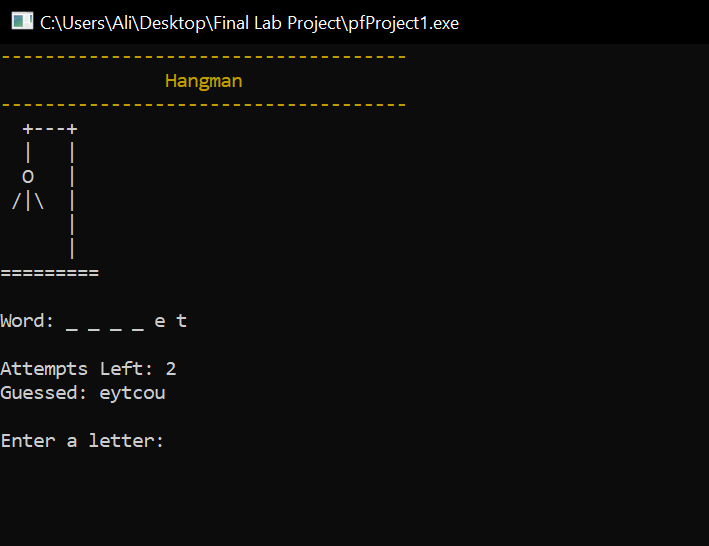 C:\Users\Ali\Desktop\Final Lab Project\pfProject1.exe
-------------------------------------
               Hangman
-------------------------------------
  +---+
  |   |
  O   |
 /|\  |
      |
      |
=========
Word: _ _ _ _ e t
Attempts Left: 2
Guessed: eytcou
Enter a letter: